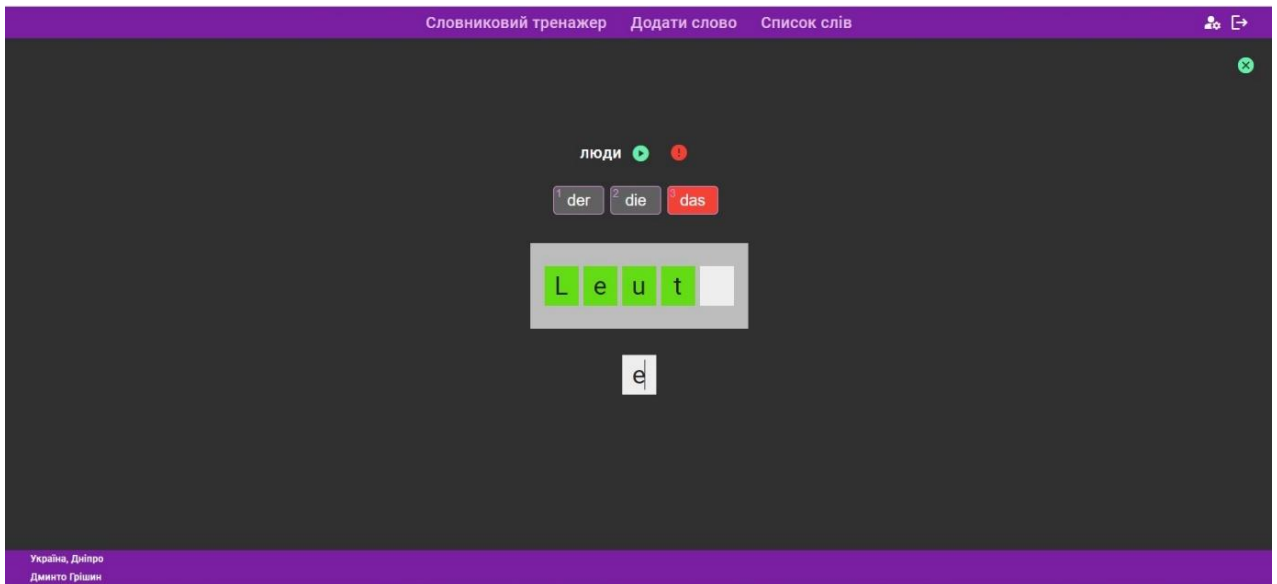 Словниковий тренажер Додати слово Список слів
люди
1 der 2 die 3 das
L e u t
e
Україна, Дніпро
Дминто Грішин